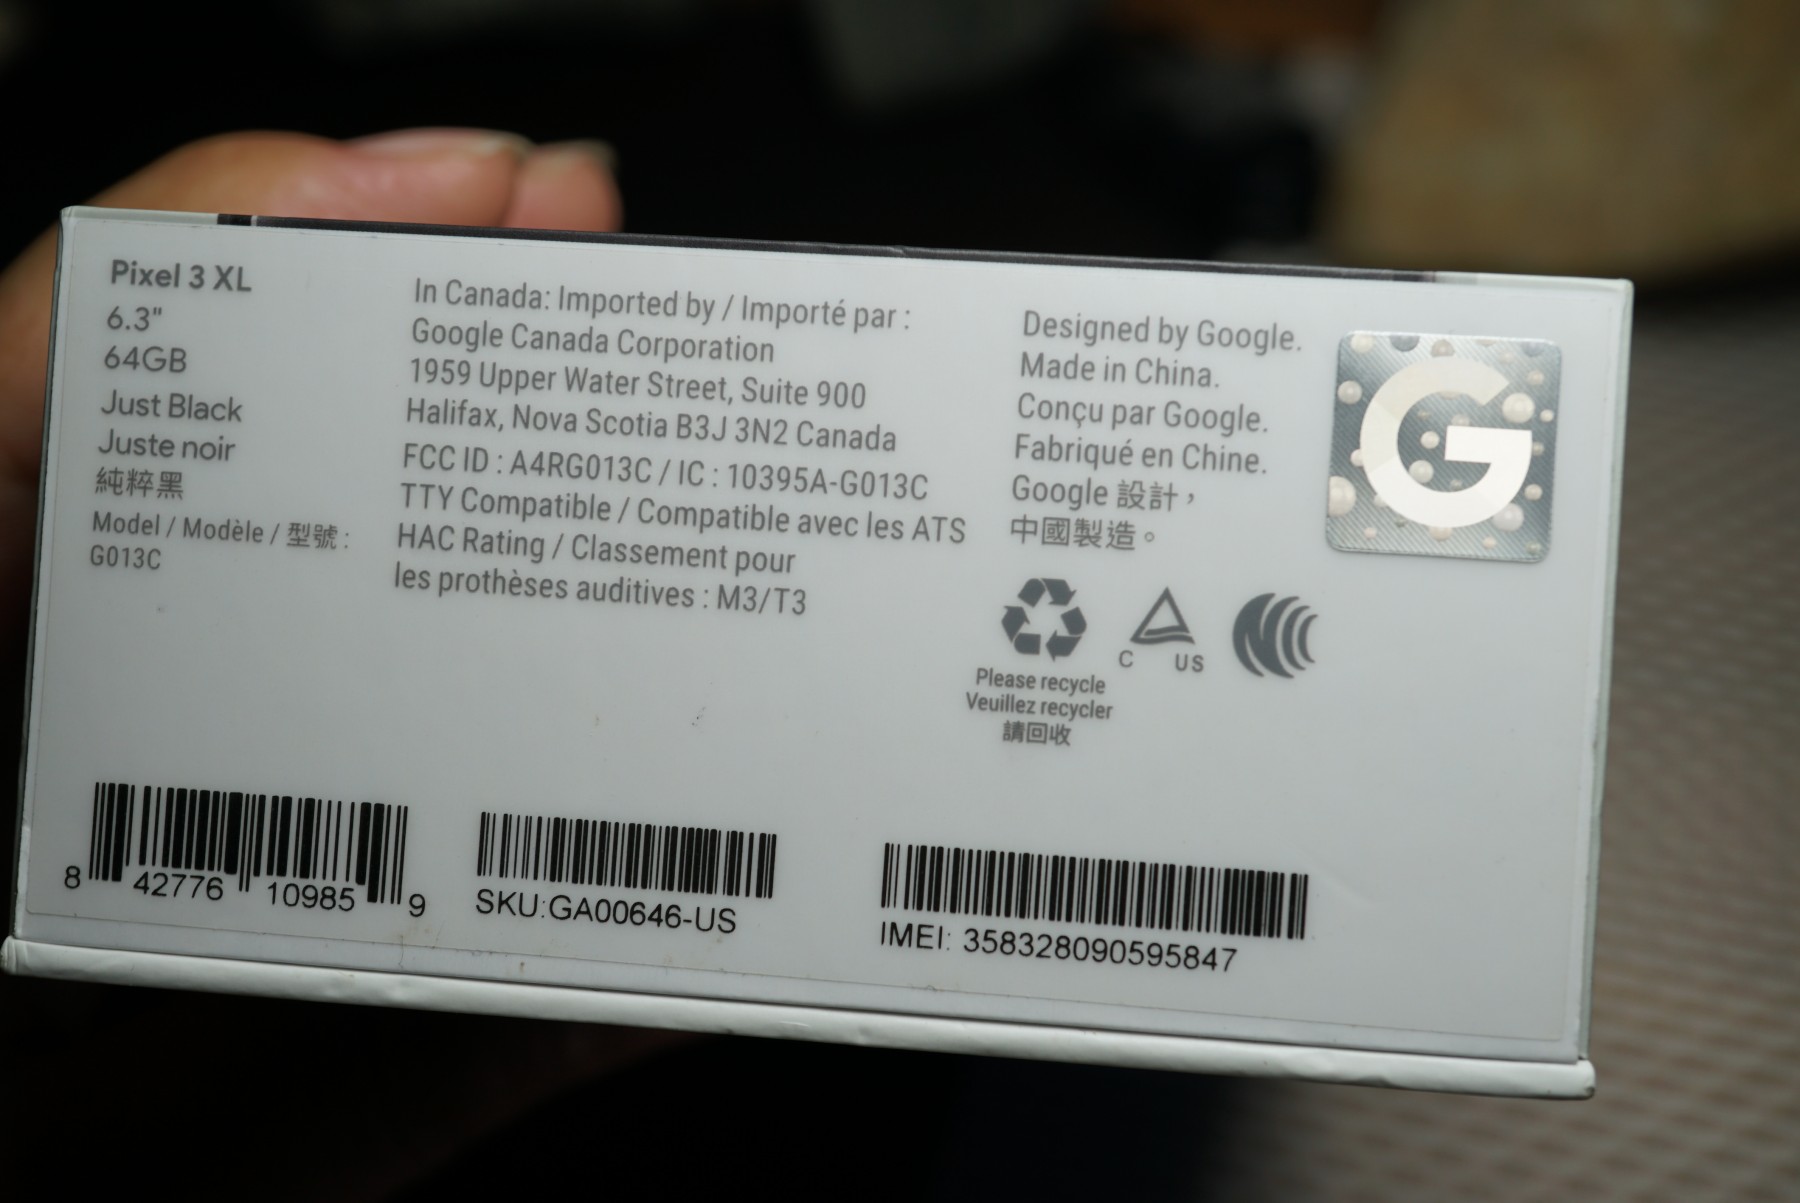 Pixel 3 XL
6.3"
64GB
Just Black
Juste noir
純粹黑
Model / Modèle / 型號 :
G013C
In Canada: Imported by / Importé par :
Google Canada Corporation
1959 Upper Water Street, Suite 900
Halifax, Nova Scotia B3J 3N2 Canada
FCC ID : A4RG013C / IC : 10395A-G013C
TTY Compatible / Compatible avec les ATS
HAC Rating / Classement pour
les prothèses auditives : M3/T3
Designed by Google.
Made in China.
Conçu par Google.
Fabriqué en Chine.
Google 設計，
中國製造。
G
C US
Please recycle
Veuillez recycler
請回收
8 42776 10985 9
SKU:GA00646-US
IMEI: 358328090595847